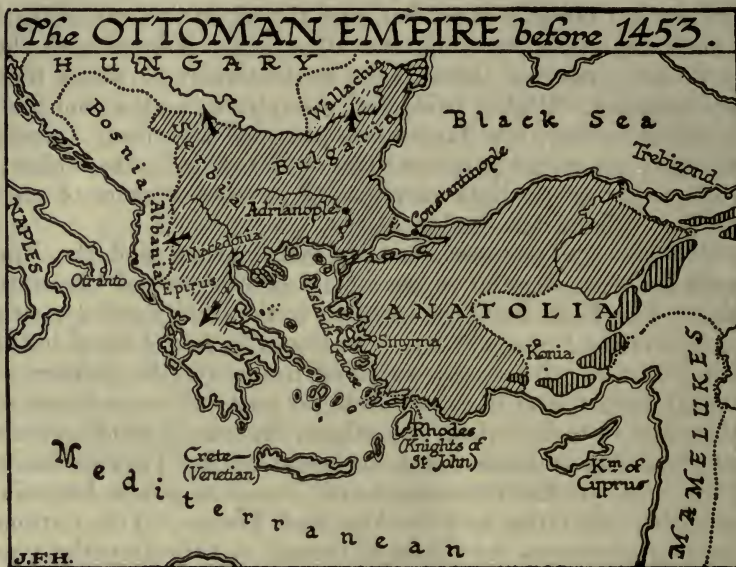 The OTTOMAN EMPIRE before 1453.
HUNGARY
Wallachia
Bosnia
Serbia
Bulgaria
Black Sea
Trebizond
Constantinople
Adrianople
NAPLES
Albania
Macedonia
Otranto
Epirus
ANATOLIA
Smyrna
Konia
MAMELUKES
Rhodes
(Knights of
St John)
Crete
(Venetian)
Km of
Cyprus
Mediterranean
J.F.H.